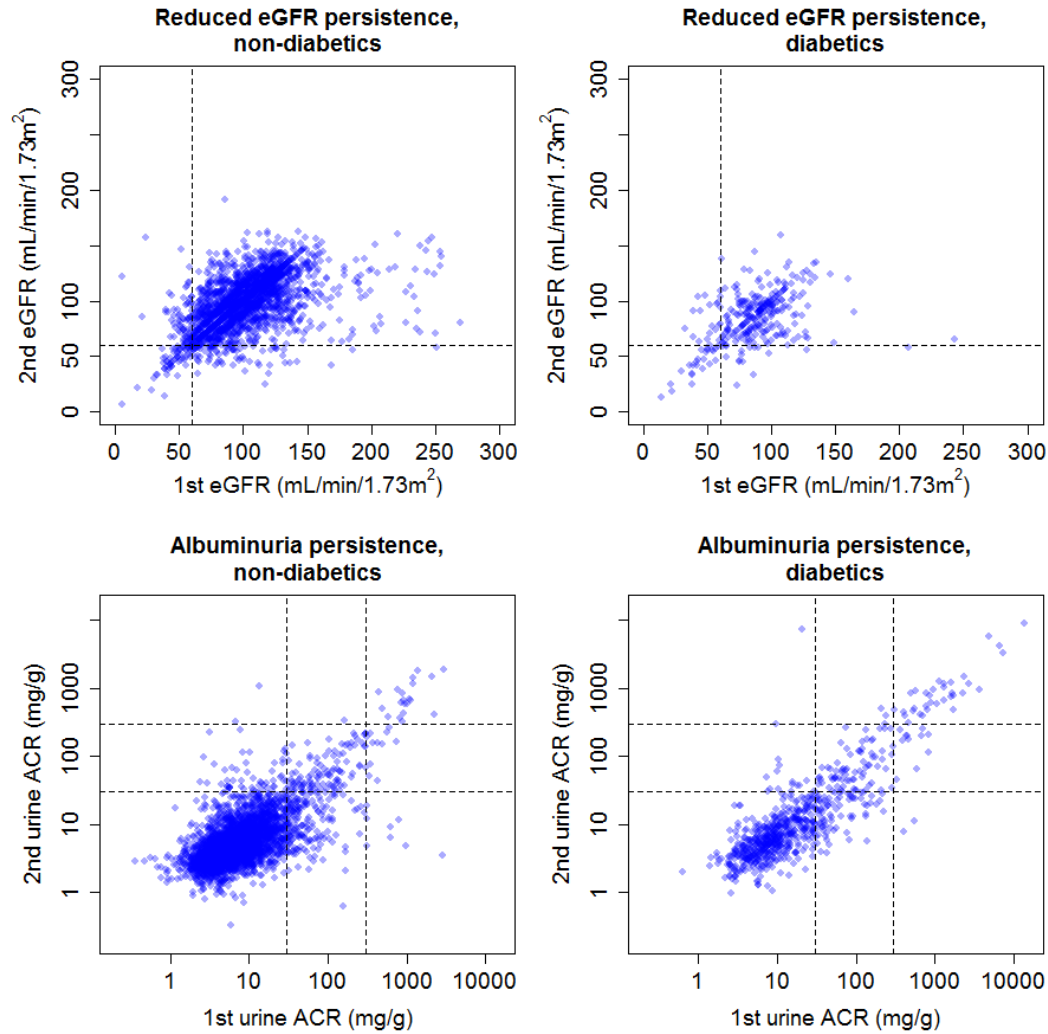 Reduced eGFR persistence,
non-diabetics
300
200
100
50
0
2nd eGFR (mL/min/1.73m²)
0 50 100 150 200 250 300
1st eGFR (mL/min/1.73m²)
Reduced eGFR persistence,
diabetics
300
200
100
50
0
2nd eGFR (mL/min/1.73m²)
0 50 100 150 200 250 300
1st eGFR (mL/min/1.73m²)
Albuminuria persistence,
non-diabetics
1000
100
10
1
2nd urine ACR (mg/g)
1 10 100 1000 10000
1st urine ACR (mg/g)
Albuminuria persistence,
diabetics
1000
100
10
1
2nd urine ACR (mg/g)
1 10 100 1000 10000
1st urine ACR (mg/g)